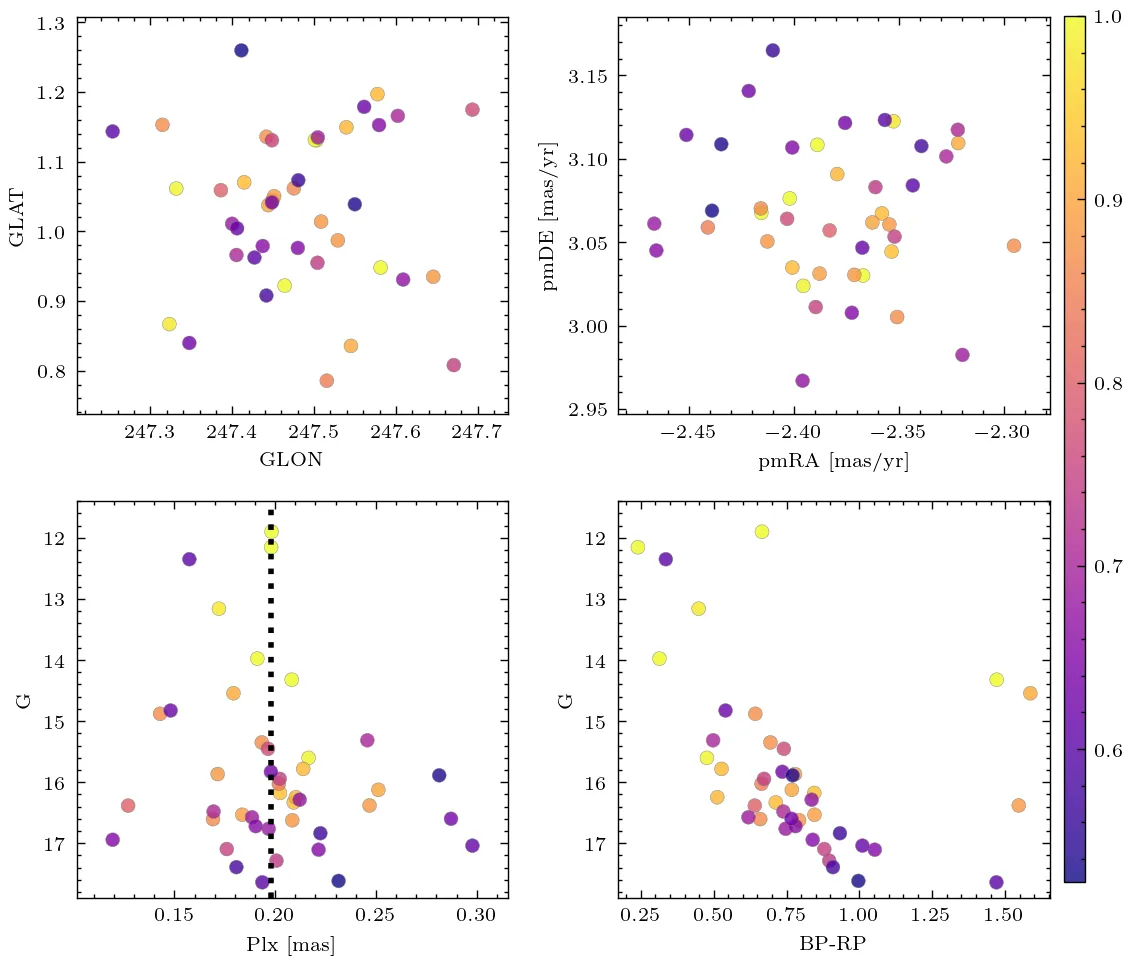 1.3
1.2
1.1
1.0
0.9
0.8
GLAT
247.3 247.4 247.5 247.6 247.7
GLON
3.15
3.10
3.05
3.00
2.95
pmDE [mas/yr]
−2.45 −2.40 −2.35 −2.30
pmRA [mas/yr]
1.0
0.9
0.8
0.7
0.6
12
13
14
15
16
17
G
0.15 0.20 0.25 0.30
Plx [mas]
12
13
14
15
16
17
G
0.25 0.50 0.75 1.00 1.25 1.50
BP-RP